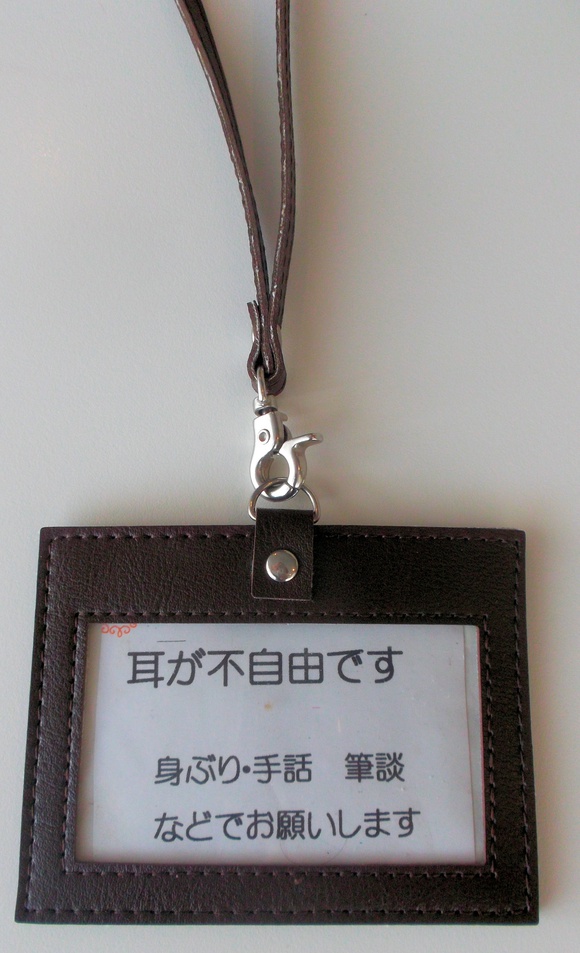 耳が不自由です
身ぶり・手話　筆談
などでお願いします